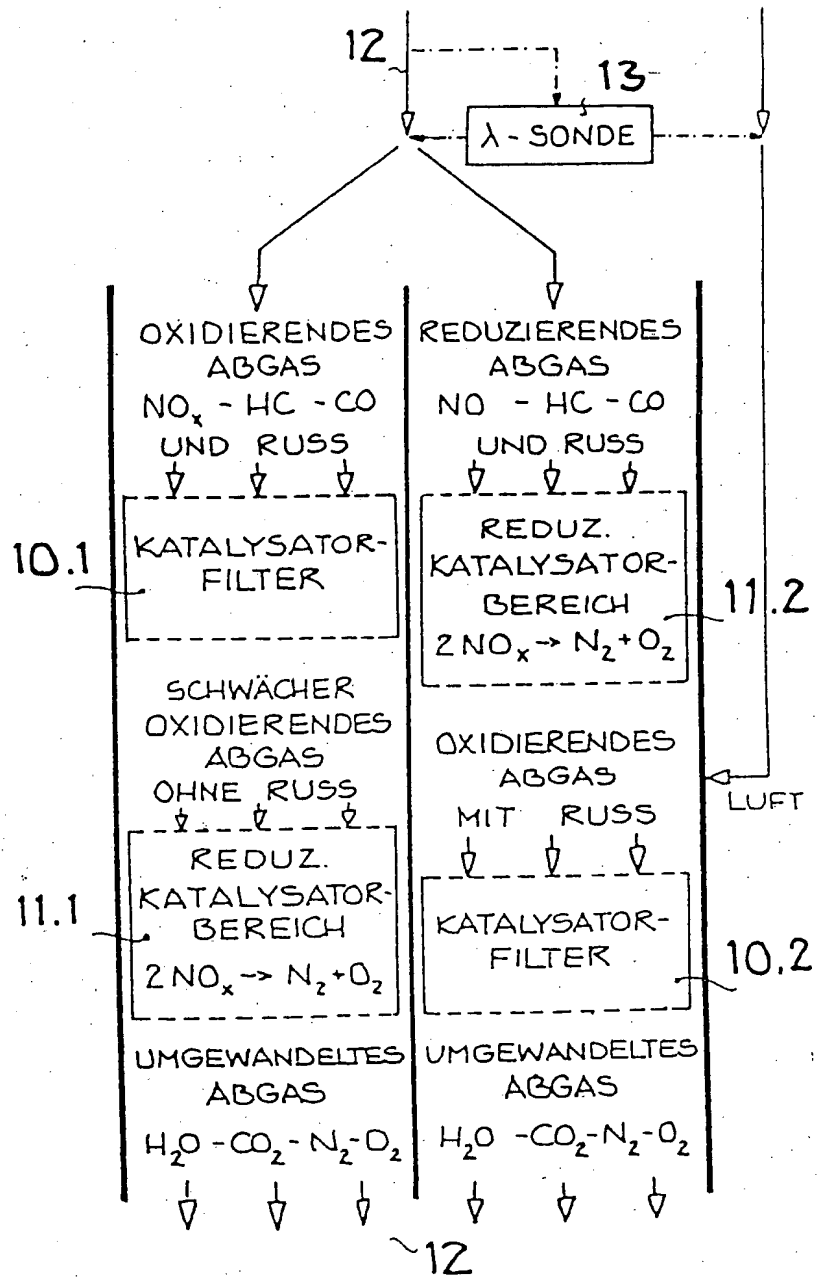 12
13
λ - SONDE
OXIDIERENDES
ABGAS
NOₓ - HC - CO
UND RUSS
KATALYSATOR-
FILTER
10.1
SCHWÄCHER
OXIDIERENDES
ABGAS
OHNE RUSS
REDUZ.
KATALYSATOR-
BEREICH
2NOₓ → N₂ + O₂
11.1
UMGEWANDELTES
ABGAS
H₂O - CO₂ - N₂ - O₂
REDUZIERENDES
ABGAS
NO - HC - CO
UND RUSS
REDUZ.
KATALYSATOR-
BEREICH
2NOₓ → N₂ + O₂
11.2
OXIDIERENDES
ABGAS
MIT RUSS
LUFT
KATALYSATOR-
FILTER
10.2
UMGEWANDELTES
ABGAS
H₂O - CO₂ - N₂ - O₂
12